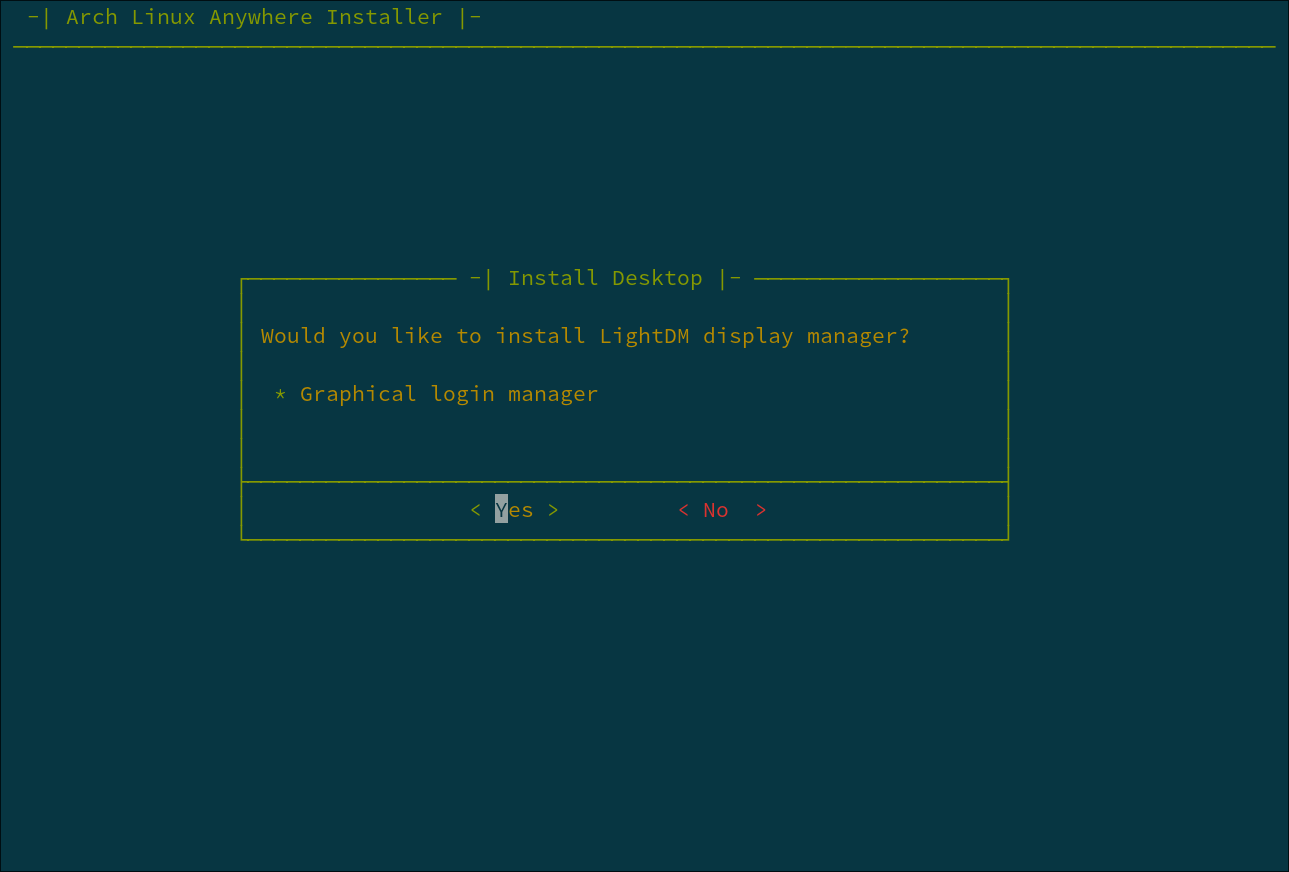 -| Arch Linux Anywhere Installer |-
-| Install Desktop |-
Would you like to install LightDM display manager?
* Graphical login manager
< Yes > < No >